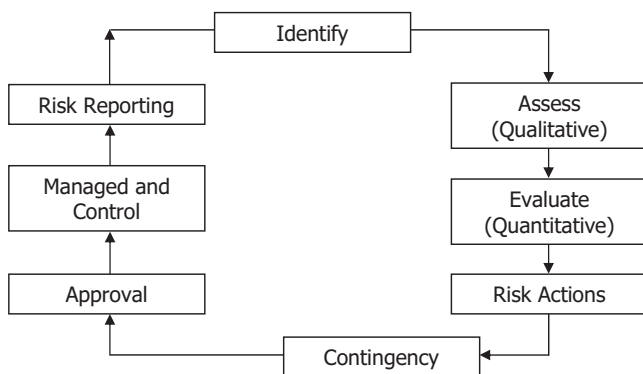 Identify
Risk Reporting
Assess
(Qualitative)
Managed and
Control
Evaluate
(Quantitative)
Approval
Risk Actions
Contingency